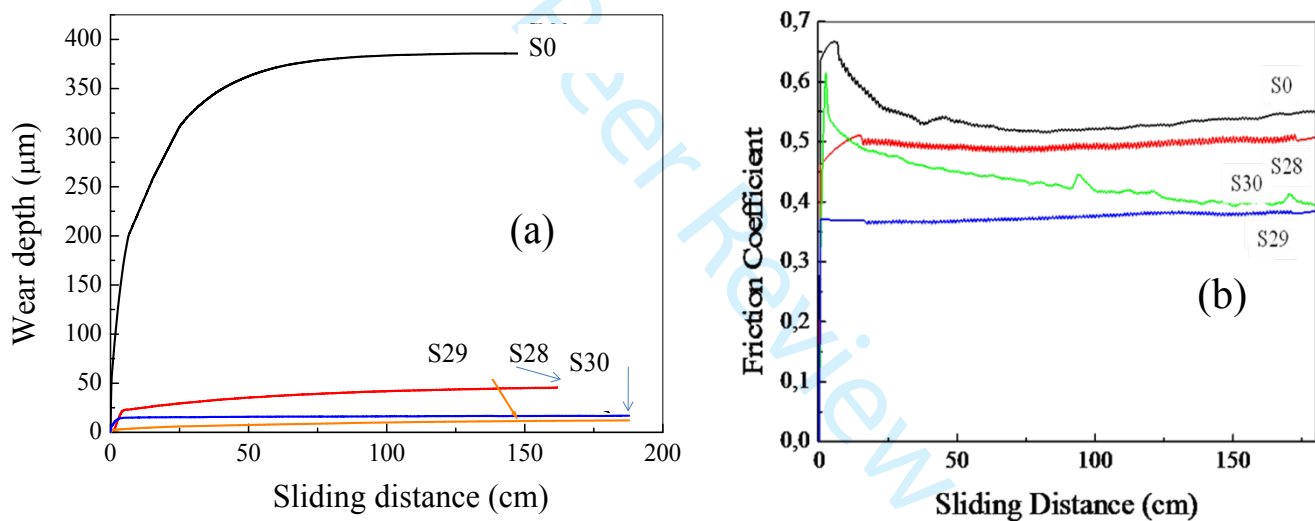 400
350
300
250
200
150
100
50
0
Wear depth (μm)
S0
(a)
S29 S28 S30
0 50 100 150 200
Sliding distance (cm)
0,7
0,6
0,5
0,4
0,3
0,2
0,1
0,0
Friction Coefficient
S0
S28
S30
S29
(b)
0 50 100 150
Sliding Distance (cm)
eer Review